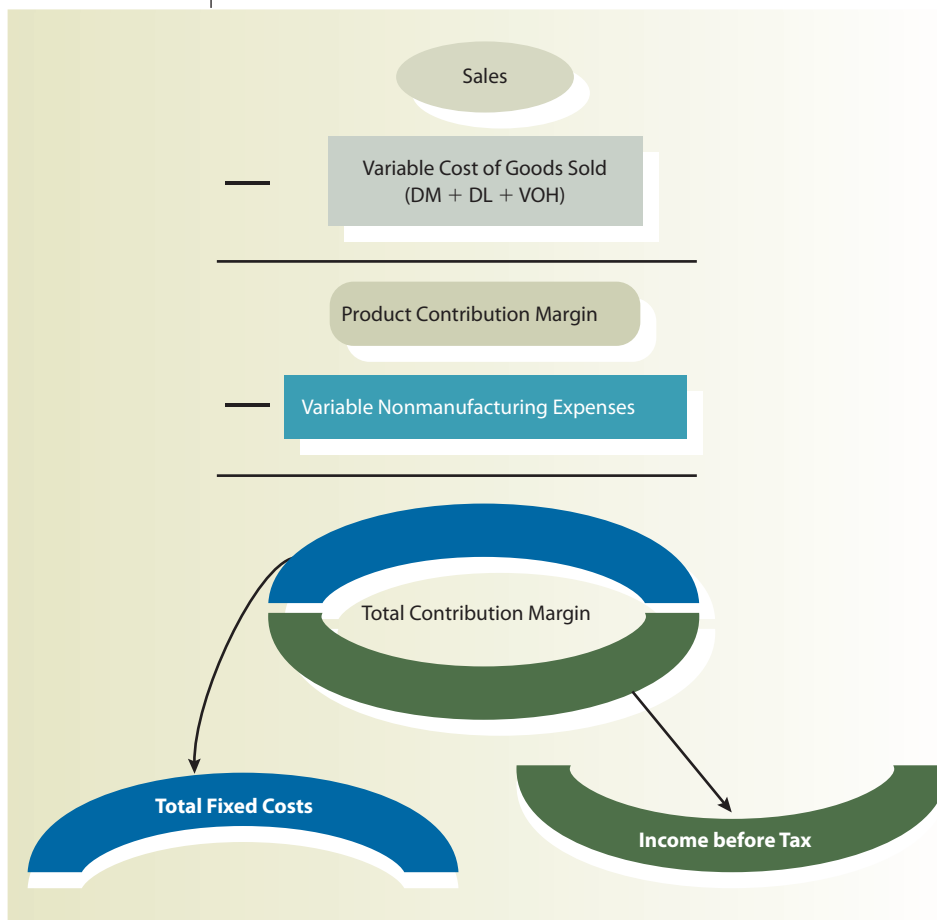 Sales
Variable Cost of Goods Sold
(DM + DL + VOH)
Product Contribution Margin
Variable Nonmanufacturing Expenses
Total Contribution Margin
Total Fixed Costs
Income before Tax